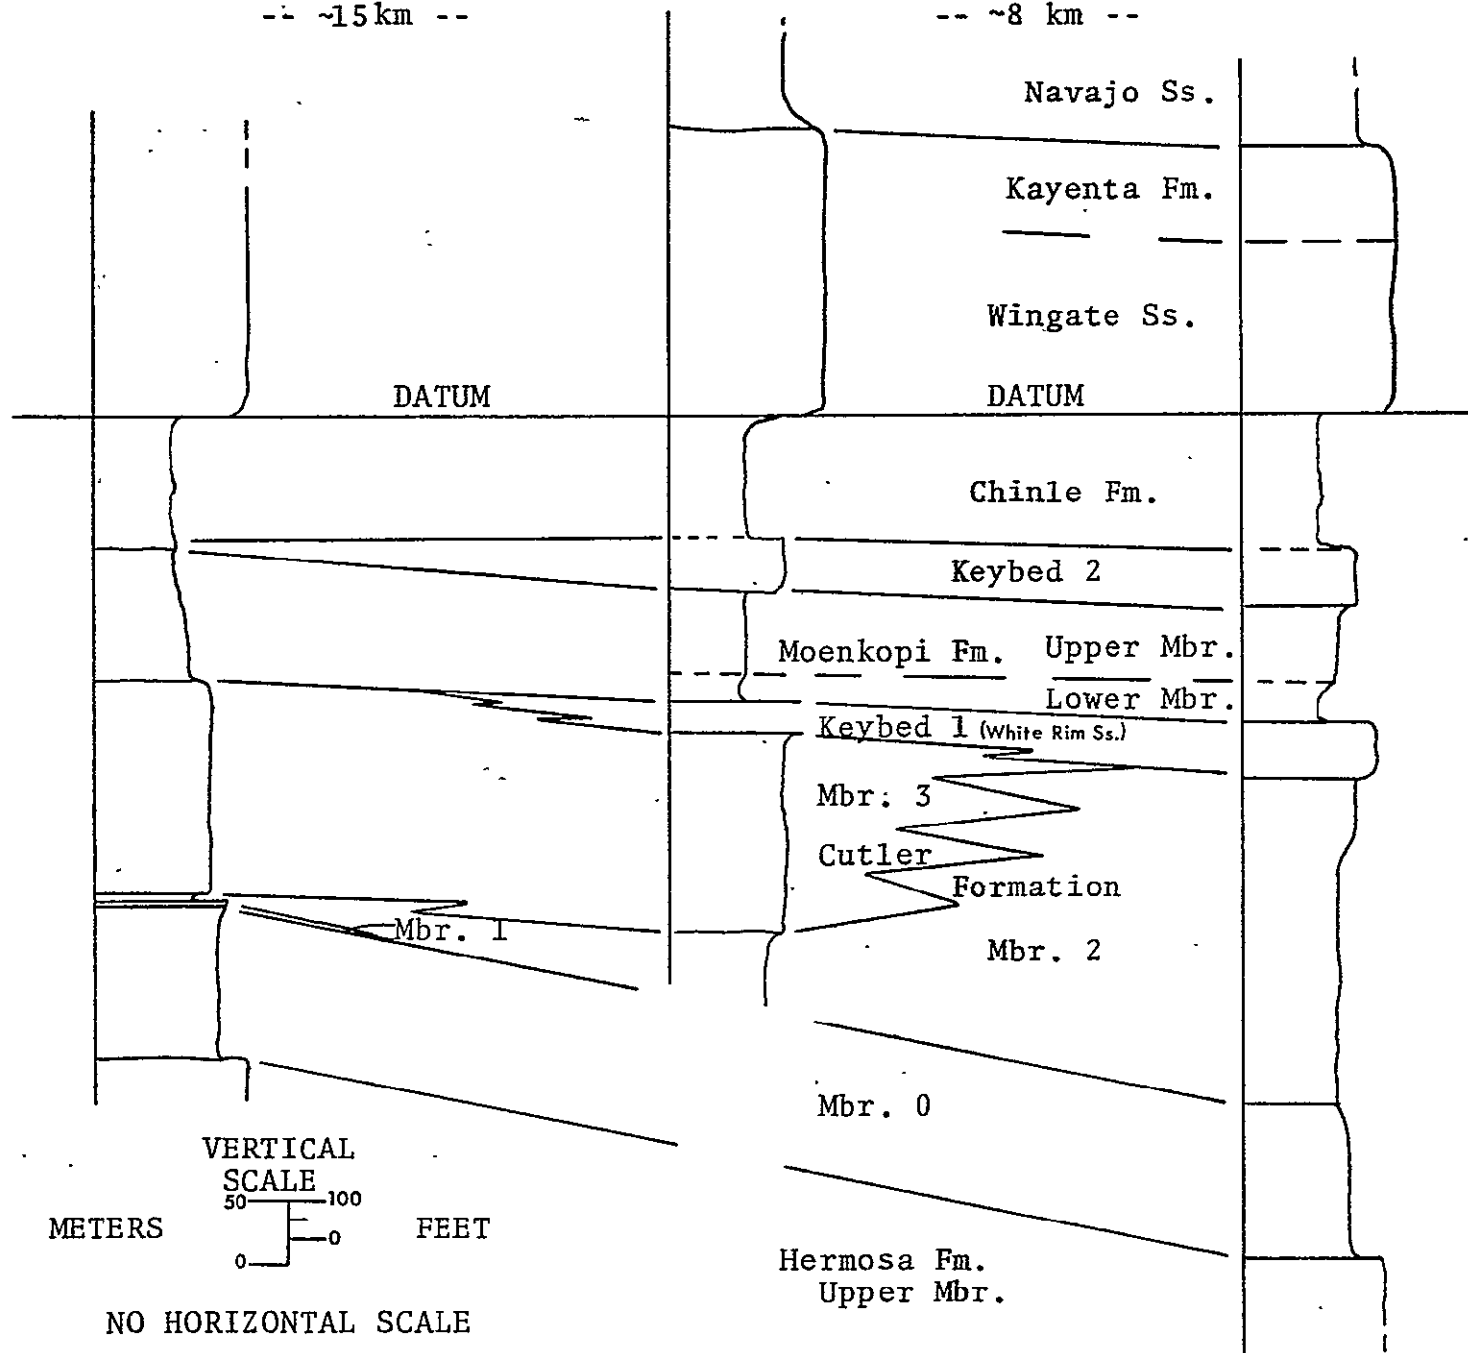 -- ~15km --
-- ~8 km --
Navajo Ss.
Kayenta Fm.
Wingate Ss.
DATUM
DATUM
Chinle Fm.
Keybed 2
Moenkopi Fm. Upper Mbr.
Lower Mbr.
Keybed 1 (White Rim Ss.)
Mbr. 3
Cutler
Formation
Mbr. 1
Mbr. 2
Mbr. 0
VERTICAL
SCALE
50 100
METERS 0 FEET
0
Hermosa Fm.
Upper Mbr.
NO HORIZONTAL SCALE